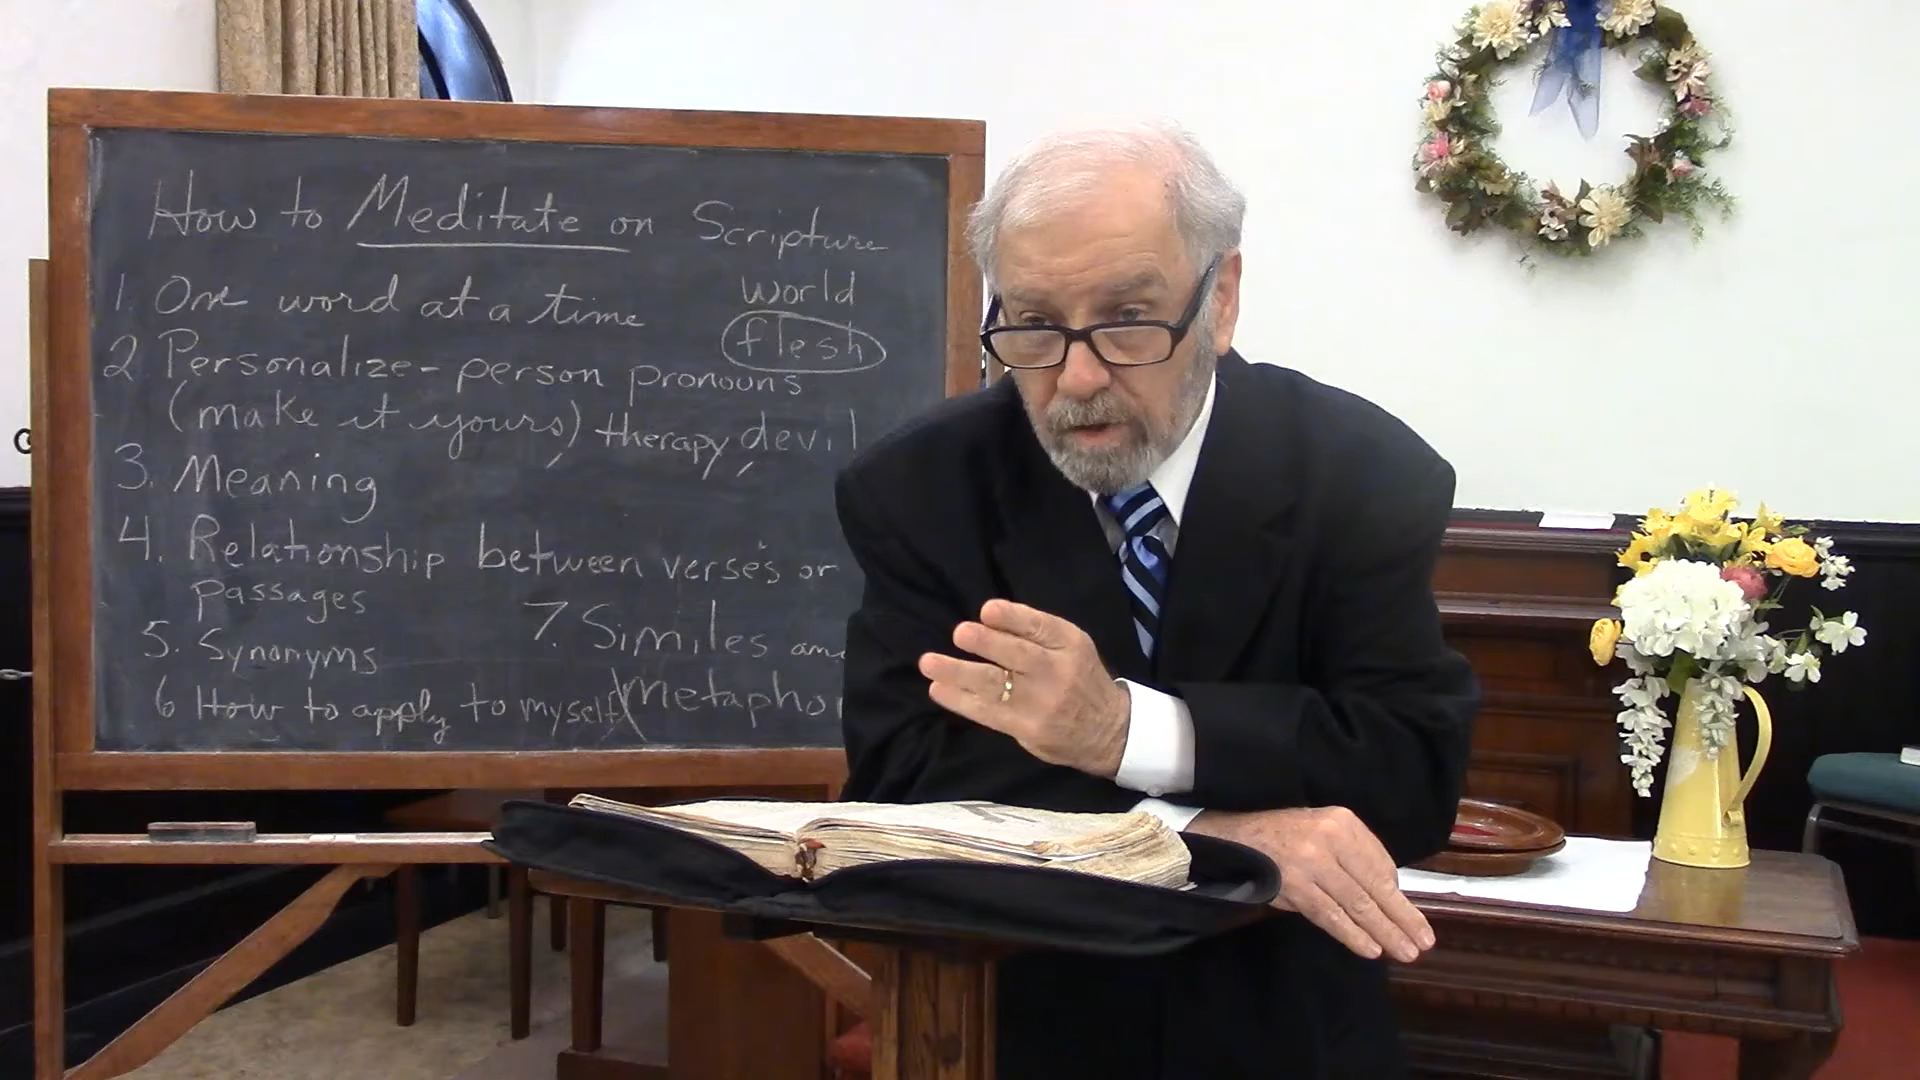 How to Meditate on Scripture
1. One word at a time
world
flesh
2 Personalize - person pronouns
(make it yours) therapy devil
3. Meaning
4. Relationship between verses or
passages
5. Synonyms
7. Similes
6 How to apply to myself